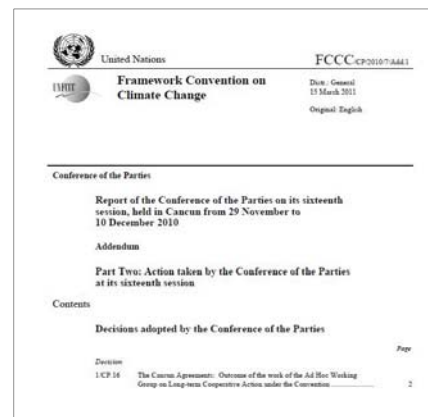 United Nations
FCCC/CP/2010/7/Add.1
Framework Convention on
Climate Change
Distr.: General
15 March 2011
Original: English
Conference of the Parties
Report of the Conference of the Parties on its sixteenth
session, held in Cancun from 29 November to
10 December 2010
Addendum
Part Two: Action taken by the Conference of the Parties
at its sixteenth session
Contents
Decisions adopted by the Conference of the Parties
Page
Decision
1/CP.16 The Cancun Agreements: Outcome of the work of the Ad Hoc Working
Group on Long-term Cooperative Action under the Convention 2